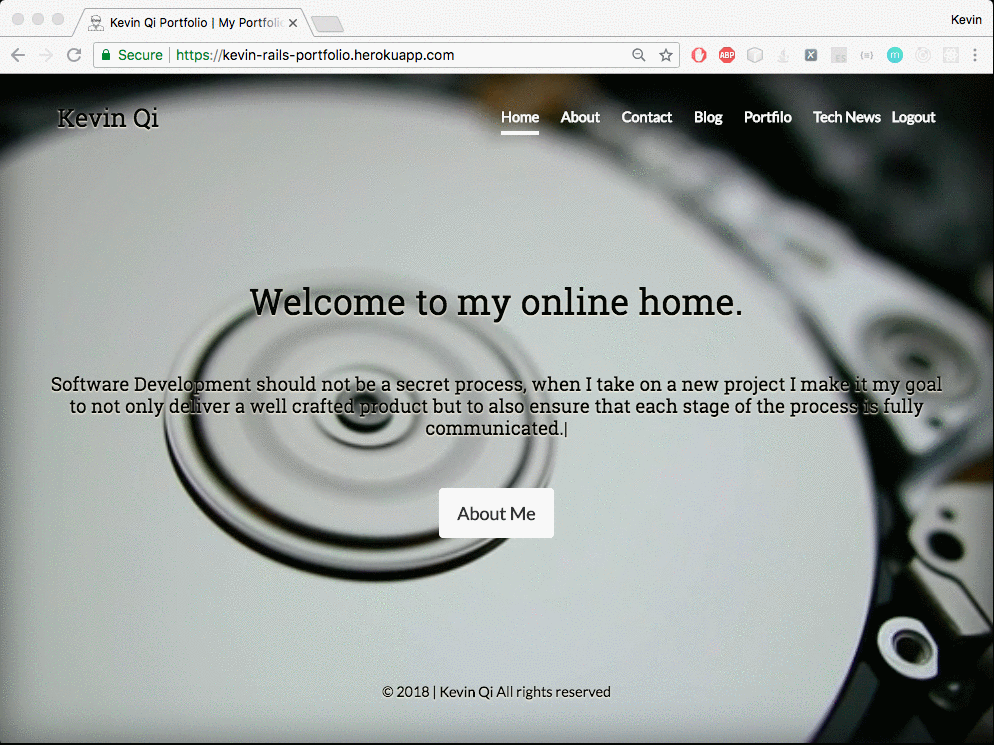 Kevin Qi Portfolio | My Portfolio
Kevin
Secure
https://kevin-rails-portfolio.herokuapp.com
ABP
Kevin Qi
Home About Contact Blog Portfilo Tech News Logout
Welcome to my online home.
Software Development should not be a secret process, when I take on a new project I make it my goal
to not only deliver a well crafted product but to also ensure that each stage of the process is fully
communicated.|
About Me
© 2018 | Kevin Qi All rights reserved